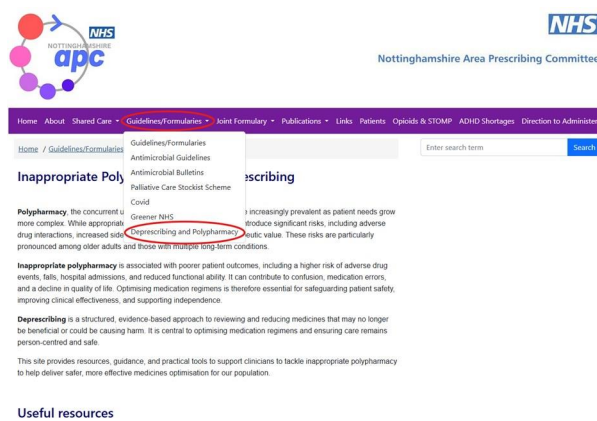 NHS
NOTTINGHAMSHIRE
apc
NHS
Nottinghamshire Area Prescribing Committe
Home About Shared Care Guidelines/Formularies Joint Formulary Publications Links Patients Opioids & STOMP ADHD Shortages Direction to Administe
Home / Guidelines/Formularies
Guidelines/Formularies
Antimicrobial Guidelines
Antimicrobial Bulletins
Palliative Care Stockist Scheme
Covid
Greener NHS
Deprescribing and Polypharmacy
Enter search term
Search
Inappropriate Poly escribing
Polypharmacy, the concurrent u e increasingly prevalent as patient needs grow
more complex. While appropriate ntroduce significant risks, including adverse
drug interactions, increased side eutic value. These risks are particularly
pronounced among older adults and those with multiple long-term conditions.
Inappropriate polypharmacy is associated with poorer patient outcomes, including a higher risk of adverse drug
events, falls, hospital admissions, and reduced functional ability. It can contribute to confusion, medication errors,
and a decline in quality of life. Optimising medication regimens is therefore essential for safeguarding patient safety,
improving clinical effectiveness, and supporting independence.
Deprescribing is a structured, evidence-based approach to reviewing and reducing medicines that may no longer
be beneficial or could be causing harm. It is central to optimising medication regimens and ensuring care remains
person-centred and safe.
This site provides resources, guidance, and practical tools to support clinicians to tackle inappropriate polypharmacy
to help deliver safer, more effective medicines optimisation for our population.
Useful resources